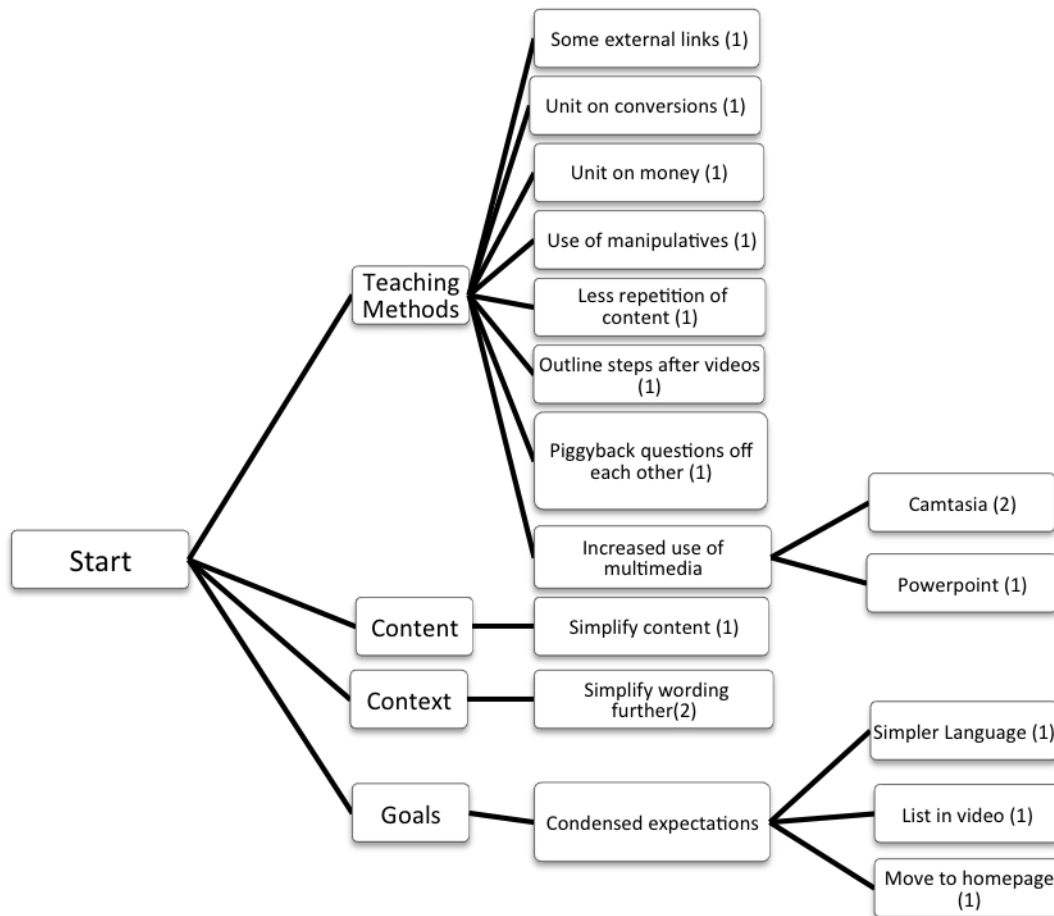 Some external links (1)
Unit on conversions (1)
Unit on money (1)
Use of manipulatives (1)
Teaching
Methods
Less repetition of
content (1)
Outline steps after videos
(1)
Piggyback questions off
each other (1)
Increased use of
multimedia
Camtasia (2)
Powerpoint (1)
Start
Content
Simplify content (1)
Context
Simplify wording
further(2)
Goals
Condensed expectations
Simpler Language (1)
List in video (1)
Move to homepage
(1)